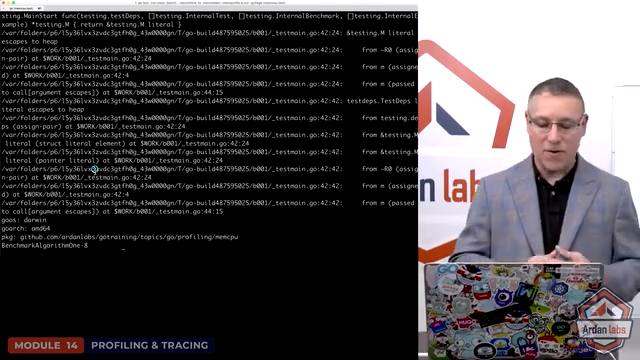 sting.MainStart func(testing.testDeps, []testing.InternalTest, []testing.InternalBenchmark, []testing.InternalE
xample) *testing.M { return &testing.M literal }
/var/folders/p6/l5y36lvx3zvdc3gtfh0g_43w0000gn/T/go-build487595025/b001/_testmain.go:42:24: &testing.M literal
escapes to heap
/var/folders/p6/l5y36lvx3zvdc3gtfh0g_43w0000gn/T/go-build487595025/b001/_testmain.go:42:24: from ~R0 (assig
n-pair) at $WORK/b001/_testmain.go:42:24
/var/folders/p6/l5y36lvx3zvdc3gtfh0g_43w0000gn/T/go-build487595025/b001/_testmain.go:42:24: from m (assigne
d) at $WORK/b001/_testmain.go:42:4
/var/folders/p6/l5y36lvx3zvdc3gtfh0g_43w0000gn/T/go-build487595025/b001/_testmain.go:42:24: from m (passed
to call[argument escapes]) at $WORK/b001/_testmain.go:44:15
/var/folders/p6/l5y36lvx3zvdc3gtfh0g_43w0000gn/T/go-build487595025/b001/_testmain.go:42:42: testdeps.TestDeps l
iteral escapes to heap
/var/folders/p6/l5y36lvx3zvdc3gtfh0g_43w0000gn/T/go-build487595025/b001/_testmain.go:42:42: from testing.de
ps (assign-pair) at $WORK/b001/_testmain.go:42:24
/var/folders/p6/l5y36lvx3zvdc3gtfh0g_43w0000gn/T/go-build487595025/b001/_testmain.go:42:42: from &testing.M
literal (struct literal element) at $WORK/b001/_testmain.go:42:24
/var/folders/p6/l5y36lvx3zvdc3gtfh0g_43w0000gn/T/go-build487595025/b001/_testmain.go:42:42: from &testing.M
literal (pointer literal) at $WORK/b001/_testmain.go:42:24
/var/folders/p6/l5y36lvx3zvdc3gtfh0g_43w0000gn/T/go-build487595025/b001/_testmain.go:42:42: from ~R0 (assig
n-pair) at $WORK/b001/_testmain.go:42:24
/var/folders/p6/l5y36lvx3zvdc3gtfh0g_43w0000gn/T/go-build487595025/b001/_testmain.go:42:42: from m (assigne
d) at $WORK/b001/_testmain.go:42:4
/var/folders/p6/l5y36lvx3zvdc3gtfh0g_43w0000gn/T/go-build487595025/b001/_testmain.go:42:42: from m (passed
to call[argument escapes]) at $WORK/b001/_testmain.go:44:15
goos: darwin
goarch: amd64
pkg: github.com/ardanlabs/gotraining/topics/go/profiling/memcpu
BenchmarkAlgorithmOne-8
MODULE 14 PROFILING & TRACING
labs
Ardan labs